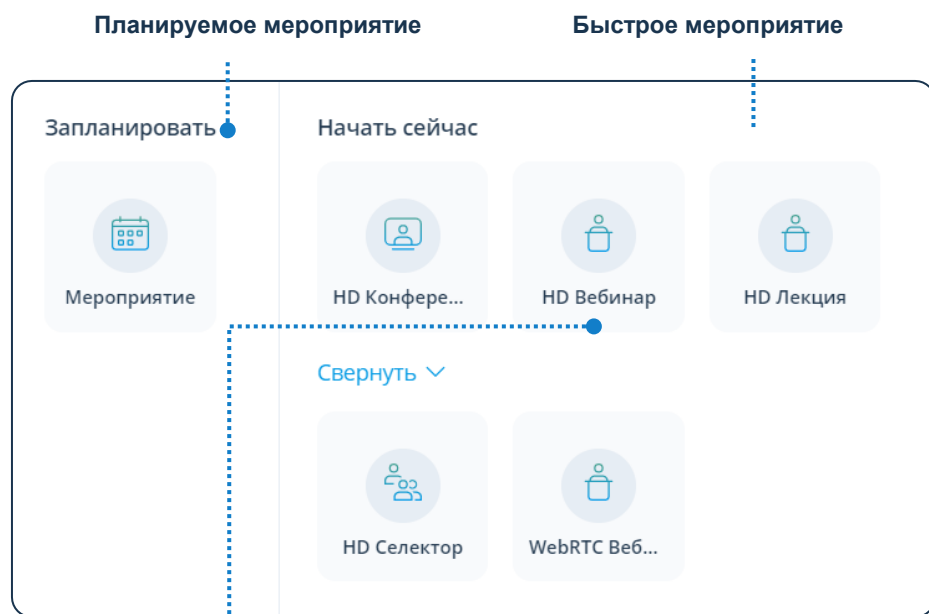 Планируемое мероприятие
Быстрое мероприятие
Запланировать
Начать сейчас
Мероприятие
HD Конфере...
HD Вебинар
HD Лекция
Свернуть
HD Селектор
WebRTC Веб...